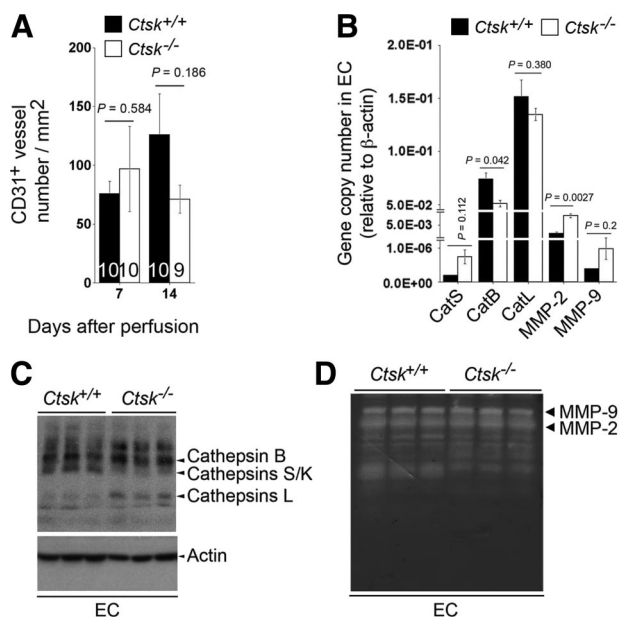 A
Ctsk+/+
Ctsk-/-
CD31+ vessel
number / mm2
200
150
100
50
0
P = 0.584
P = 0.186
10
10
10
9
7
14
Days after perfusion
B
Ctsk+/+
Ctsk-/-
Gene copy number in EC
(relative to β-actin)
2.0E-01
1.5E-01
1.0E-01
5.0E-02
5.0E-03
1.0E-06
0.0E+00
P = 0.112
P = 0.042
P = 0.380
P = 0.0027
P = 0.2
CatS
CatB
CatL
MMP-2
MMP-9
C
Ctsk+/+
Ctsk-/-
Cathepsin B
Cathepsins S/K
Cathepsins L
Actin
EC
D
Ctsk+/+
Ctsk-/-
MMP-9
MMP-2
EC